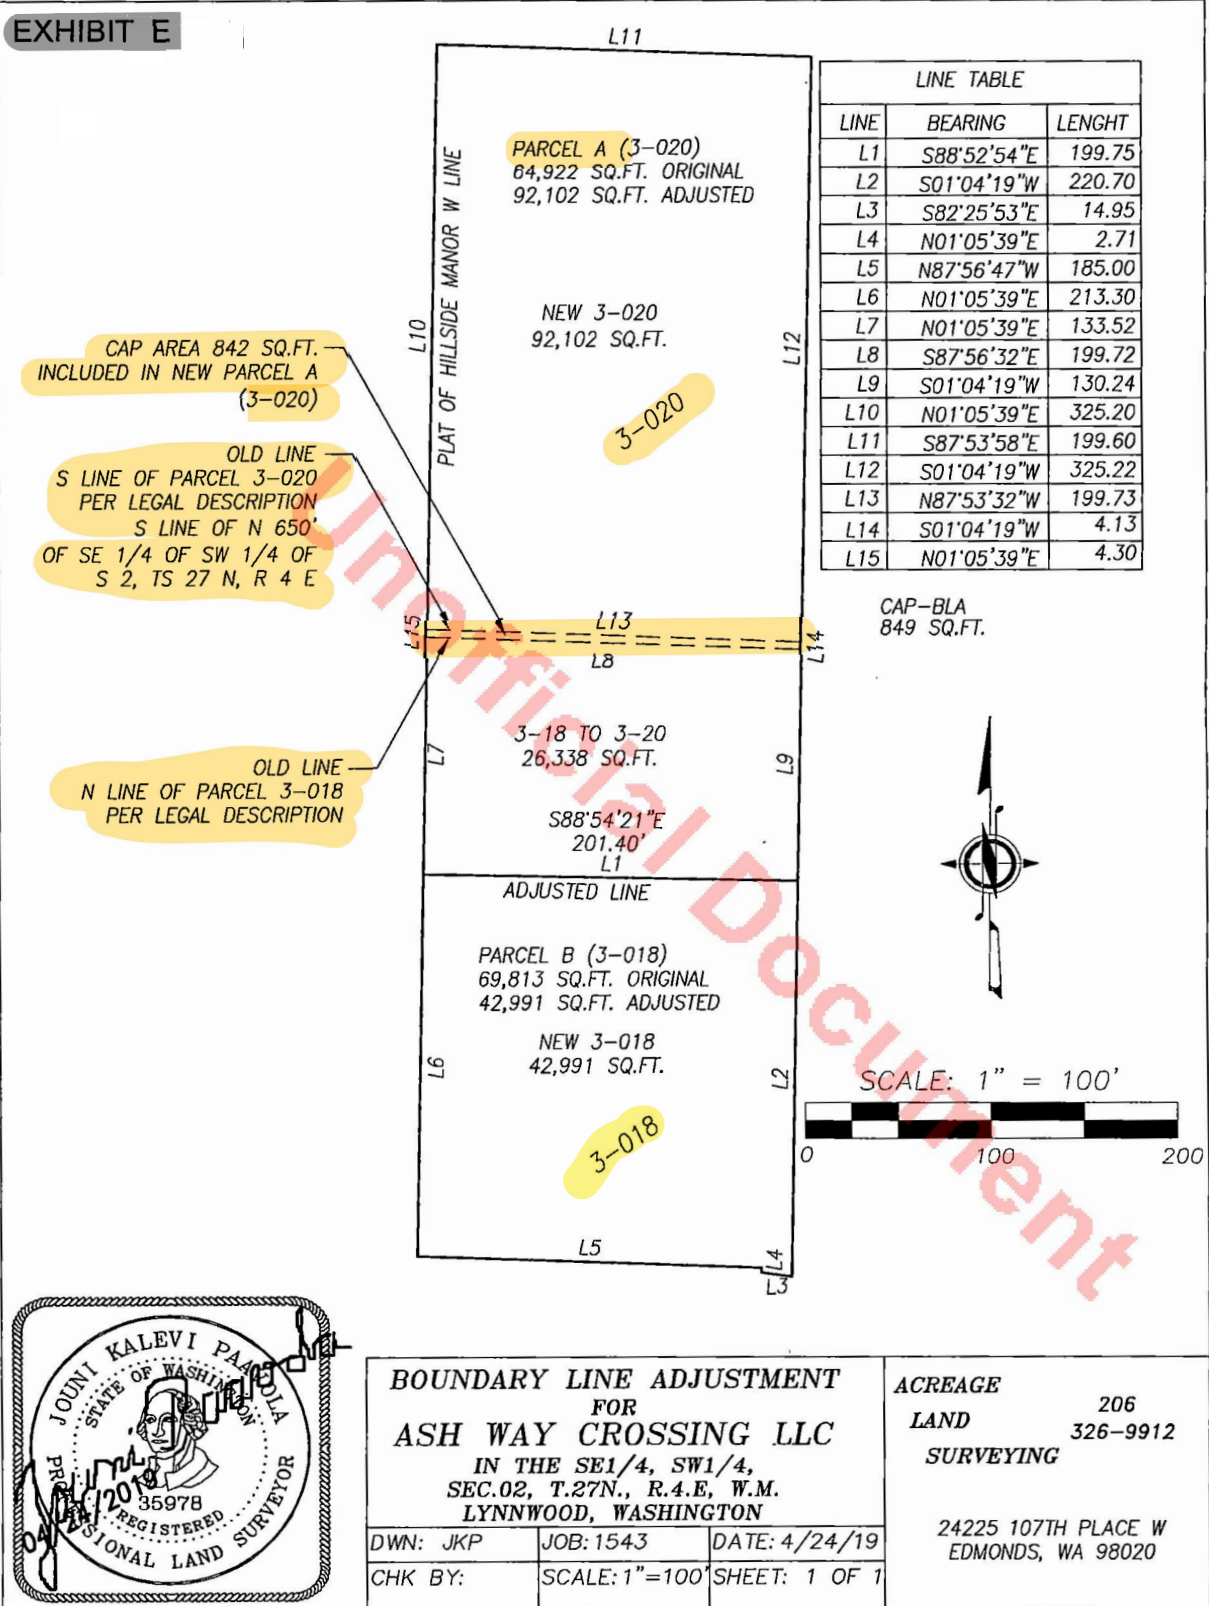 EXHIBIT E
L11
LINE TABLE
LINE BEARING LENGHT
L1 S88°52'54"E 199.75
L2 S01°04'19"W 220.70
L3 S82°25'53"E 14.95
L4 N01°05'39"E 2.71
L5 N87°56'47"W 185.00
L6 N01°05'39"E 213.30
L7 N01°05'39"E 133.52
L8 S87°56'32"E 199.72
L9 S01°04'19"W 130.24
L10 N01°05'39"E 325.20
L11 S87°53'58"E 199.60
L12 S01°04'19"W 325.22
L13 N87°53'32"W 199.73
L14 S01°04'19"W 4.13
L15 N01°05'39"E 4.30
PARCEL A (3-020)
64,922 SQ.FT. ORIGINAL
92,102 SQ.FT. ADJUSTED
PLAT OF HILLSIDE MANOR W LINE
NEW 3-020
92,102 SQ.FT.
L10
L12
3-020
CAP AREA 842 SQ.FT.
INCLUDED IN NEW PARCEL A
(3-020)
OLD LINE
S LINE OF PARCEL 3-020
PER LEGAL DESCRIPTION
S LINE OF N 650'
OF SE 1/4 OF SW 1/4 OF
S 2, TS 27 N, R 4 E
CAP-BLA
849 SQ.FT.
L15
L13
L14
L8
3-18 TO 3-20
26,338 SQ.FT.
L7
L9
OLD LINE
N LINE OF PARCEL 3-018
PER LEGAL DESCRIPTION
S88°54'21"E
201.40'
L1
ADJUSTED LINE
PARCEL B (3-018)
69,813 SQ.FT. ORIGINAL
42,991 SQ.FT. ADJUSTED
NEW 3-018
42,991 SQ.FT.
L6
L2
3-018
SCALE: 1" = 100'
0 100 200
L5
L4
L3
Unofficial Document
JOUNI KALEVI PAAVOLA
STATE OF WASHINGTON
35978
REGISTERED
PROFESSIONAL LAND SURVEYOR
04/24/2019
BOUNDARY LINE ADJUSTMENT
FOR
ASH WAY CROSSING LLC
IN THE SE1/4, SW1/4,
SEC.02, T.27N., R.4.E, W.M.
LYNNWOOD, WASHINGTON
DWN: JKP JOB: 1543 DATE: 4/24/19
CHK BY: SCALE: 1"=100' SHEET: 1 OF 1
ACREAGE
LAND
SURVEYING
206
326-9912
24225 107TH PLACE W
EDMONDS, WA 98020